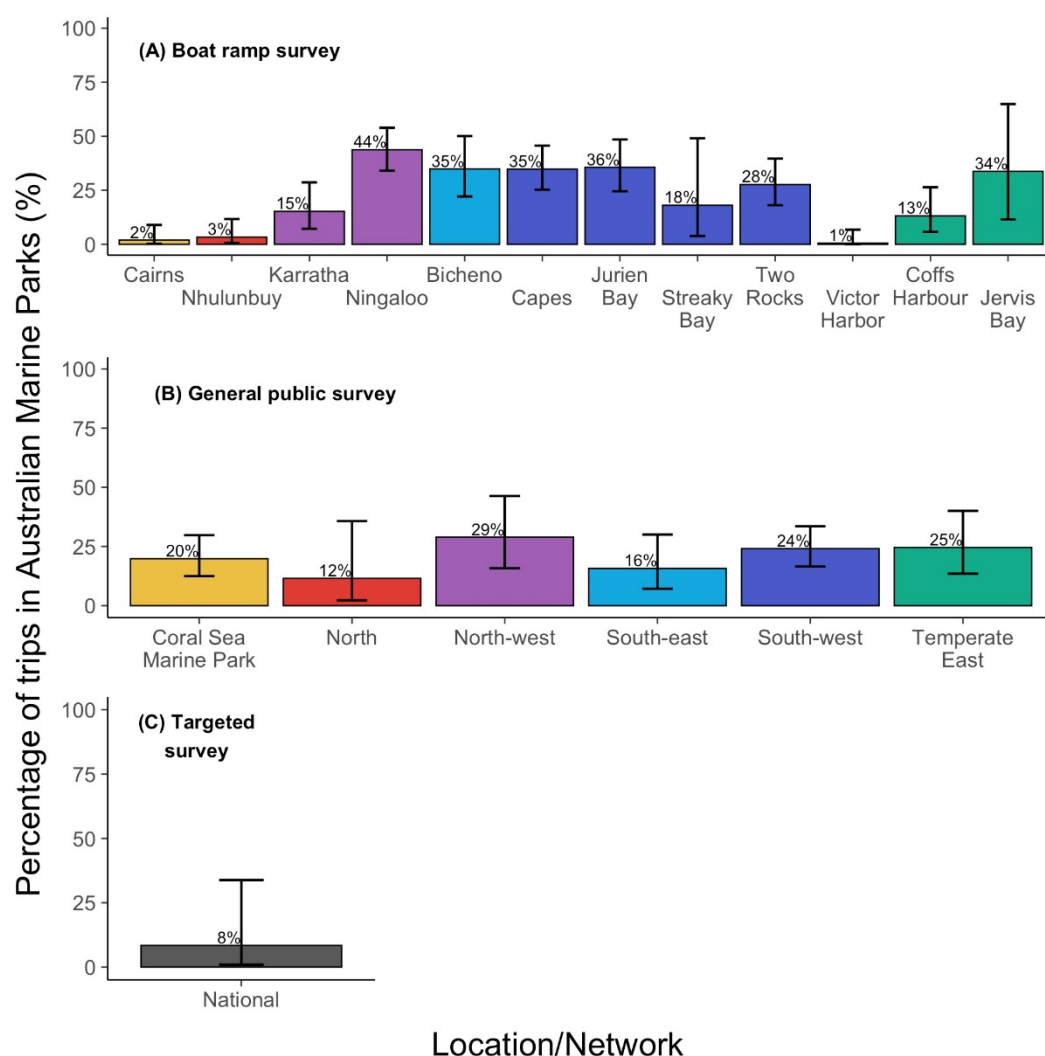 Percentage of trips in Australian Marine Parks (%)
(A) Boat ramp survey
100
75
50
25
0
2%
3%
15%
44%
35%
35%
36%
18%
28%
1%
13%
34%
Cairns
Nhulunbuy
Karratha
Ningaloo
Bicheno
Capes
Jurien
Bay
Streaky
Bay
Two
Rocks
Victor
Harbor
Coffs
Harbour
Jervis
Bay
(B) General public survey
100
75
50
25
0
20%
12%
29%
16%
24%
25%
Coral Sea
Marine Park
North
North-west
South-east
South-west
Temperate
East
(C) Targeted
survey
100
75
50
25
0
8%
National
Location/Network